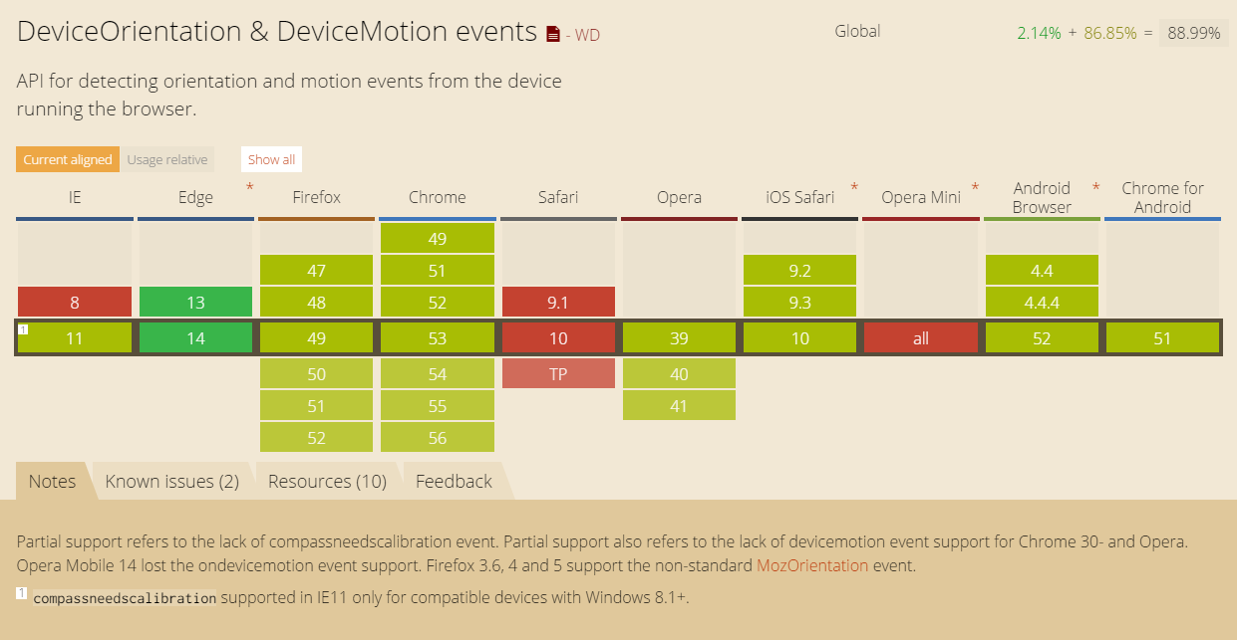 DeviceOrientation & DeviceMotion events - WD
Global
2.14% + 86.85% = 88.99%
API for detecting orientation and motion events from the device
running the browser.
Current aligned Usage relative Show all
IE Edge * Firefox Chrome Safari Opera iOS Safari * Opera Mini * Android Browser * Chrome for Android
49
47 51 9.2 4.4
8 13 48 52 9.1 9.3 4.4.4
1 11 14 49 53 10 39 10 all 52 51
50 54 TP 40
51 55 41
52 56
Notes Known issues (2) Resources (10) Feedback
Partial support refers to the lack of compassneedscalibration event. Partial support also refers to the lack of devicemotion event support for Chrome 30- and Opera.
Opera Mobile 14 lost the ondevicemotion event support. Firefox 3.6, 4 and 5 support the non-standard MozOrientation event.
1 compassneedscalibration supported in IE11 only for compatible devices with Windows 8.1+.